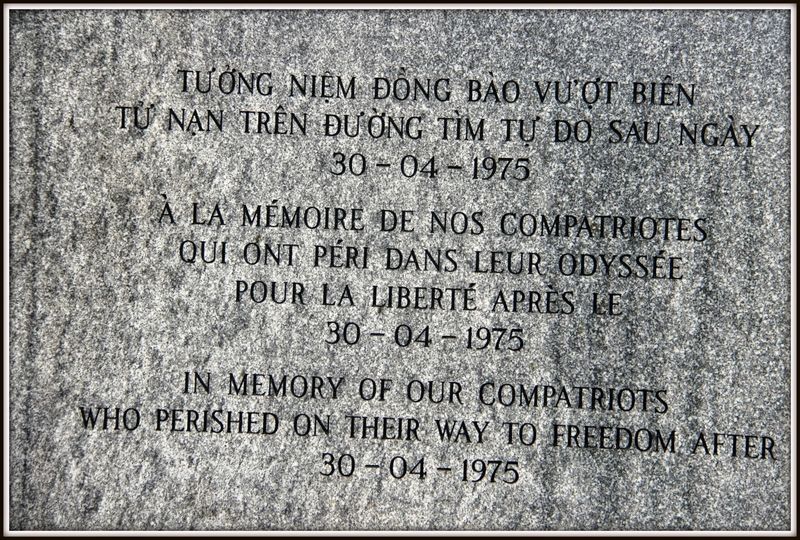 TƯỞNG NIỆM ĐỒNG BÀO VƯỢT BIÊN
TỬ NẠN TRÊN ĐƯỜNG TÌM TỰ DO SAU NGÀY
30 – 04 – 1975
À LA MÉMOIRE DE NOS COMPATRIOTES
QUI ONT PÉRI DANS LEUR ODYSSÉE
POUR LA LIBERTÉ APRÈS LE
30 – 04 – 1975
IN MEMORY OF OUR COMPATRIOTS
WHO PERISHED ON THEIR WAY TO FREEDOM AFTER
30 – 04 – 1975